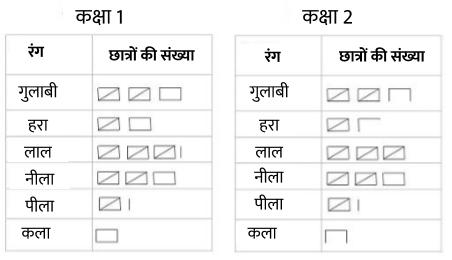 कक्षा 1
रंग छात्रों की संख्या
गुलाबी
हरा
लाल
नीला
पीला
कला
कक्षा 2
रंग छात्रों की संख्या
गुलाबी
हरा
लाल
नीला
पीला
कला